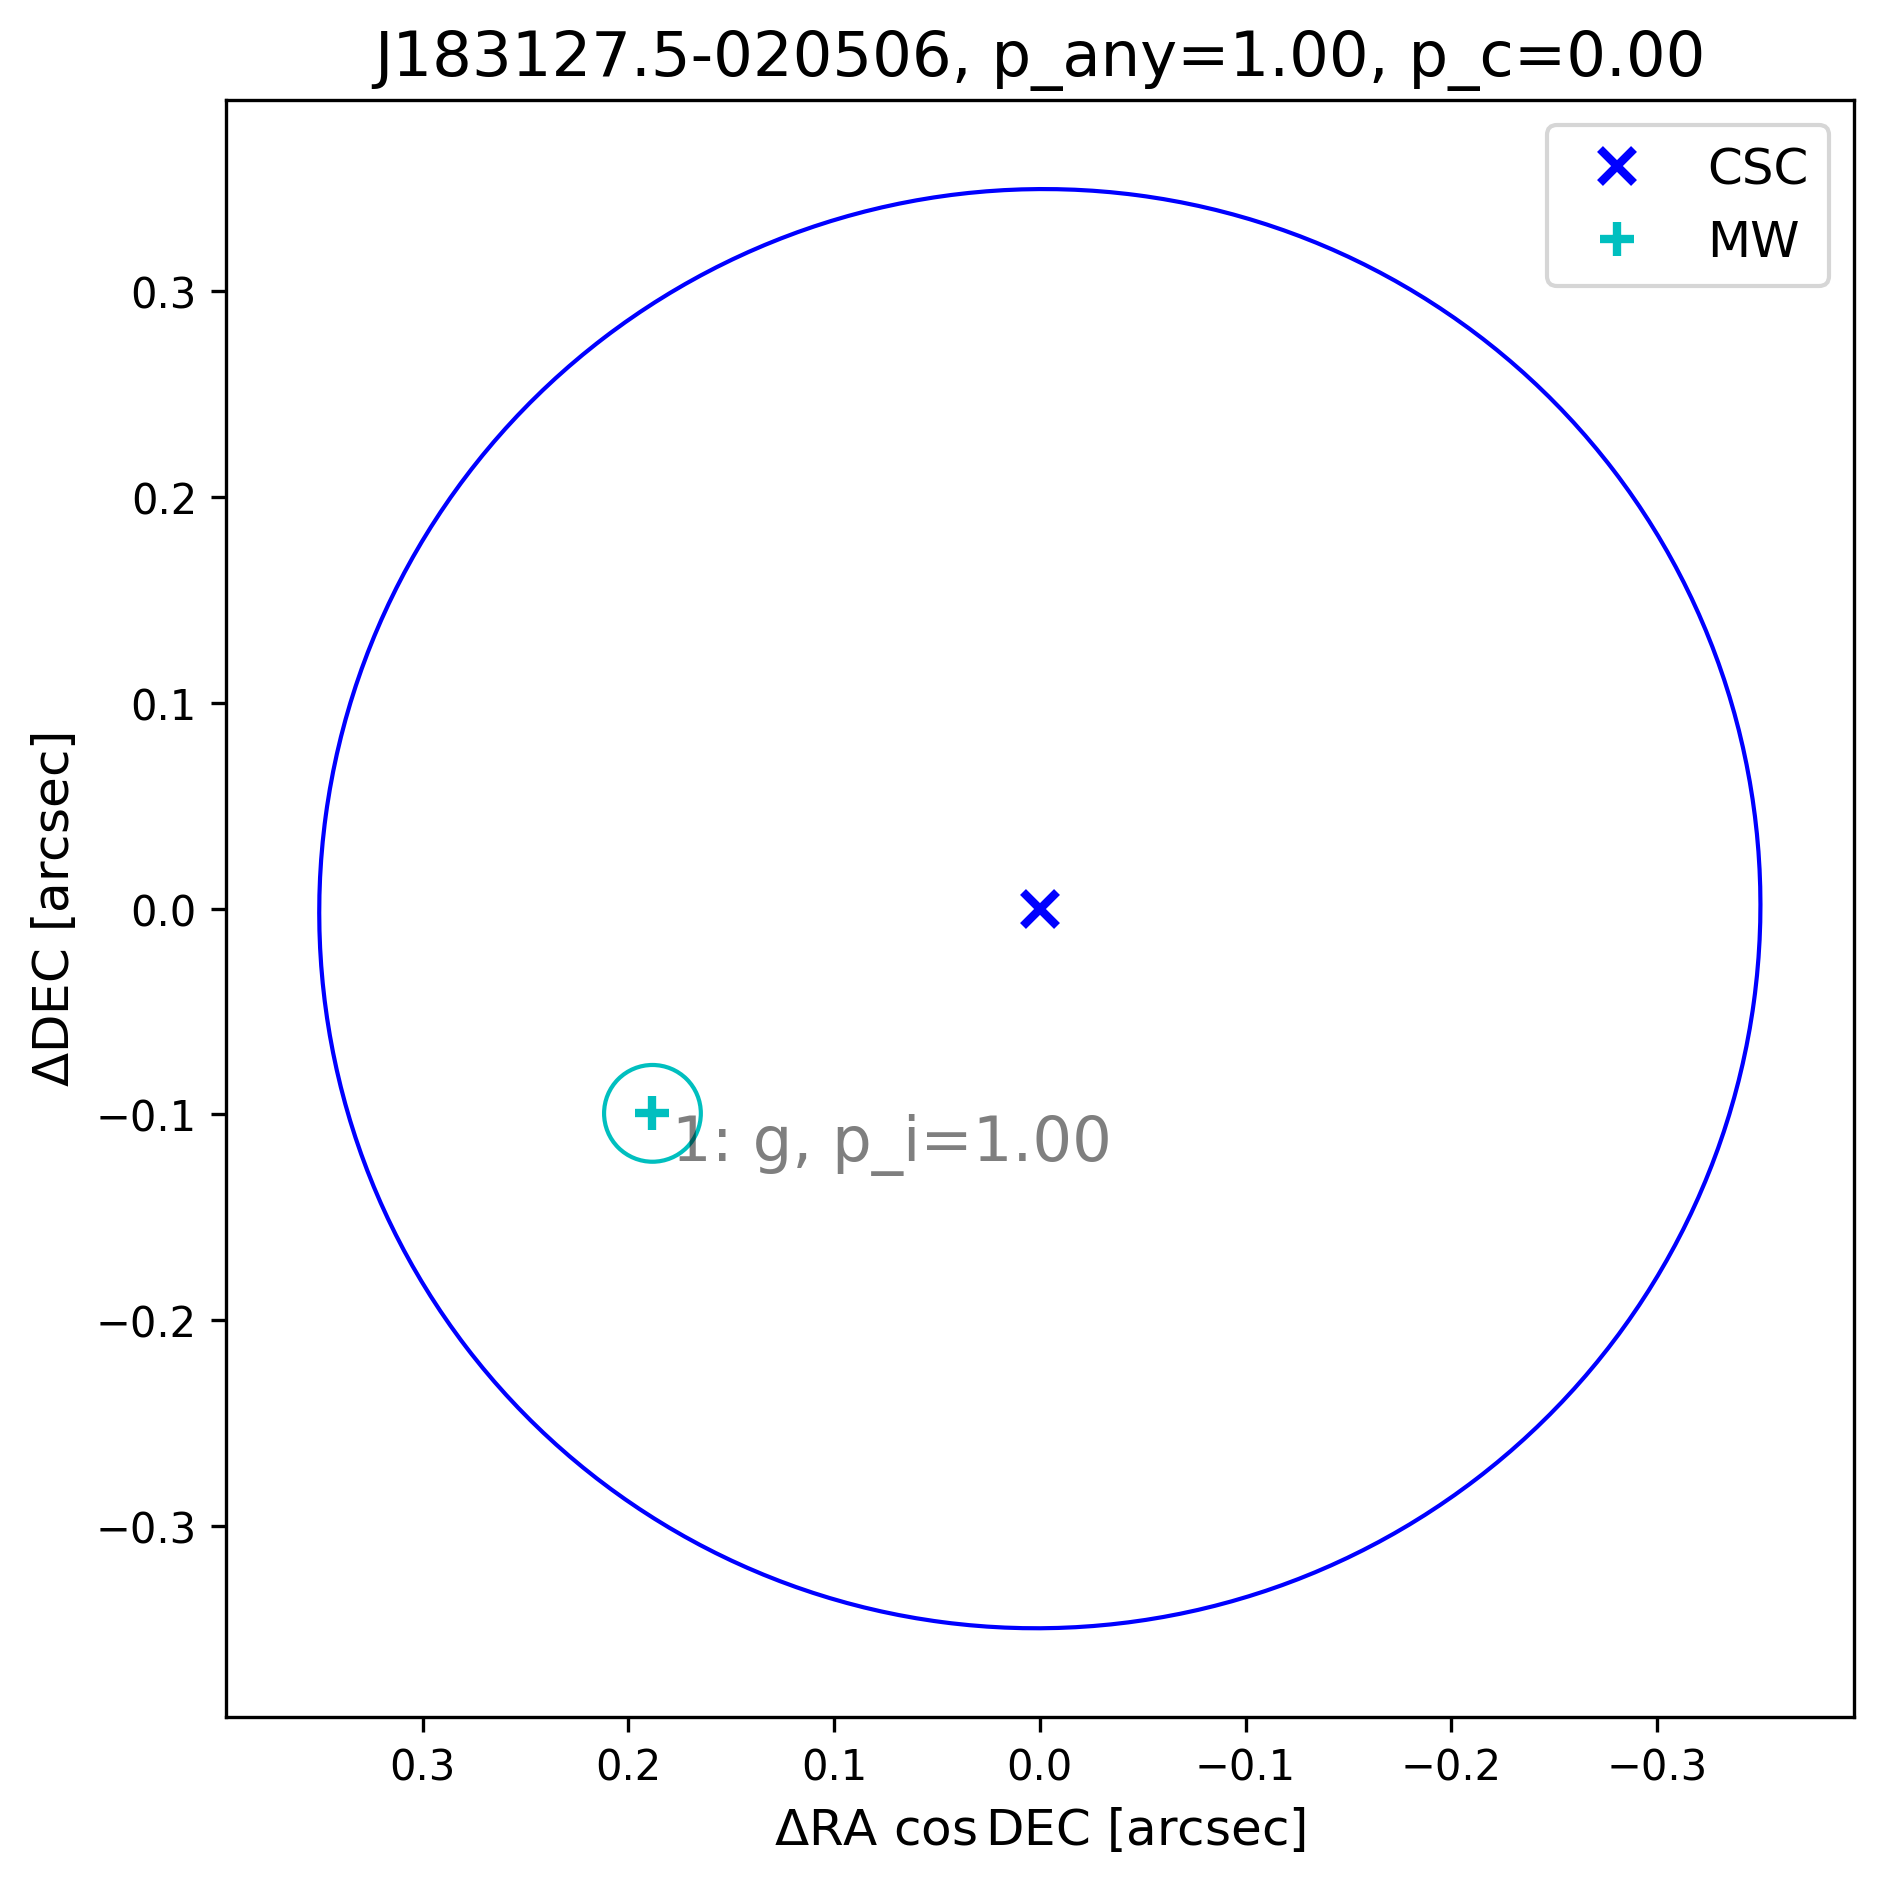 J183127.5-020506, p_any=1.00, p_c=0.00
CSC
MW
0.3
0.2
0.1
0.0
−0.1
−0.2
−0.3
ΔDEC [arcsec]
1: g, p_i=1.00
0.3
0.2
0.1
0.0
−0.1
−0.2
−0.3
ΔRA cos DEC [arcsec]